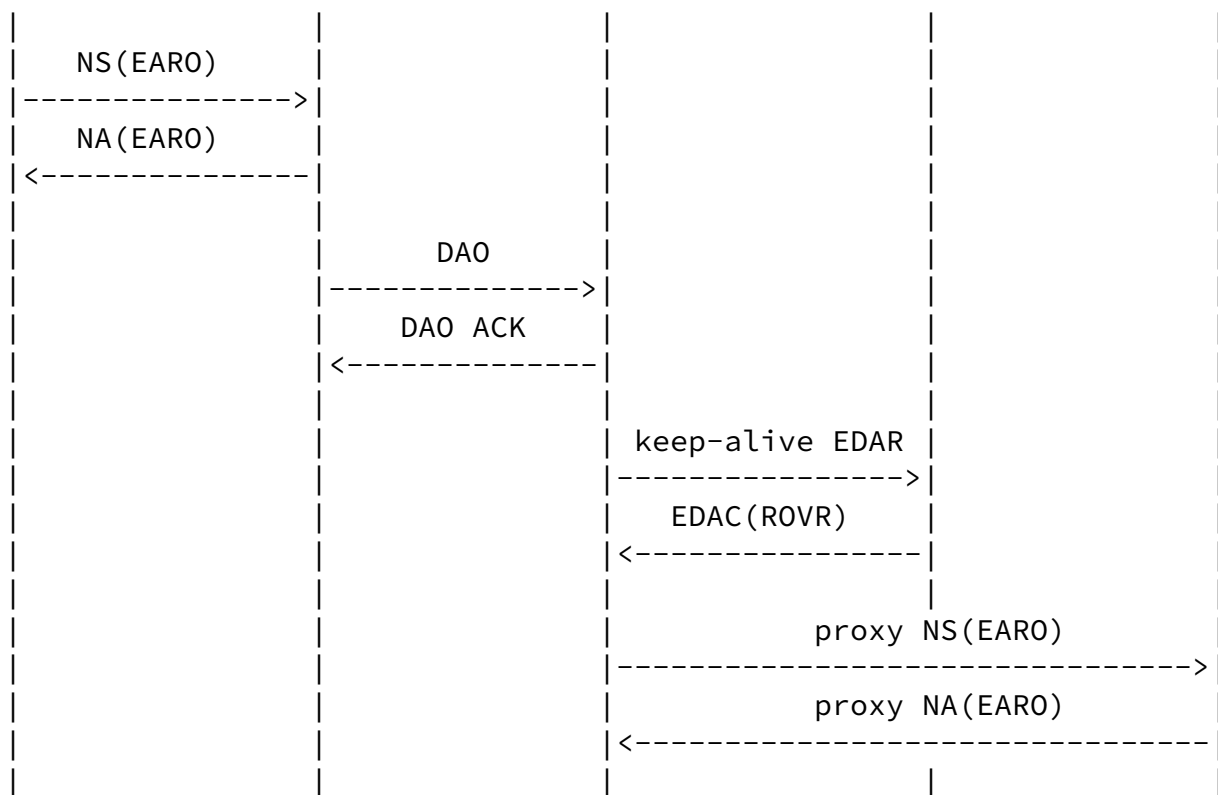 NS(EARO)
NA(EARO)
DAO
DAO ACK
keep-alive EDAR
EDAC(ROVR)
proxy NS(EARO)
proxy NA(EARO)